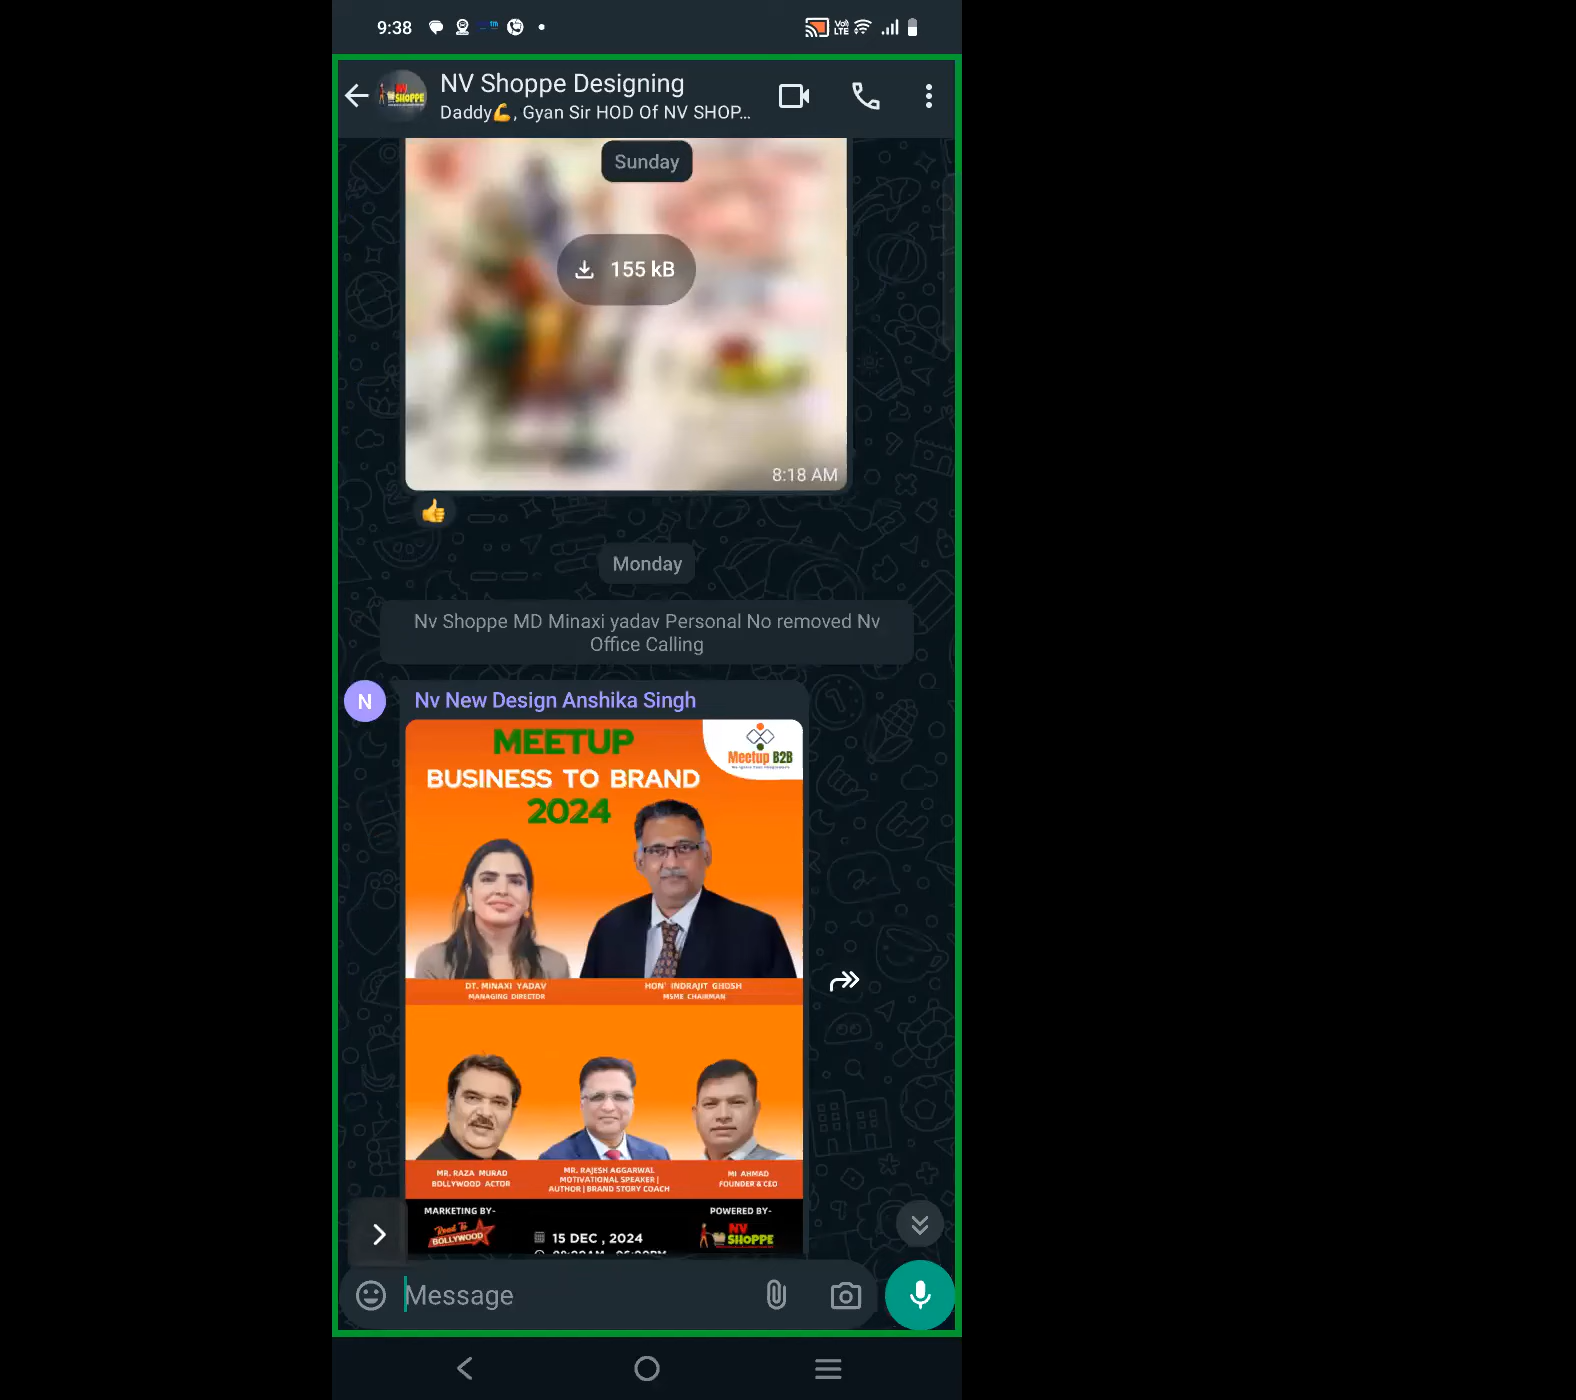 9:38
Vo)
LTE
NV Shoppe Designing
Daddy💪, Gyan Sir HOD Of NV SHOP...
Sunday
155 kB
8:18 AM
👍
Monday
Nv Shoppe MD Minaxi yadav Personal No removed Nv
Office Calling
N
Nv New Design Anshika Singh
MEETUP
Meetup B2B
BUSINESS TO BRAND
2024
DT. MINAXI YADAV
MANAGING DIRECTOR
HON' INDRAJIT GHOSH
MSME CHAIRMAN
MR. RAZA MURAD
BOLLYWOOD ACTOR
MR. RAJESH AGGARWAL
MOTIVATIONAL SPEAKER |
AUTHOR | BRAND STORY COACH
MI AHMAD
FOUNDER & CEO
MARKETING BY-
Road To
BOLLYWOOD
15 DEC , 2024
POWERED BY-
NV
SHOPPE
Message